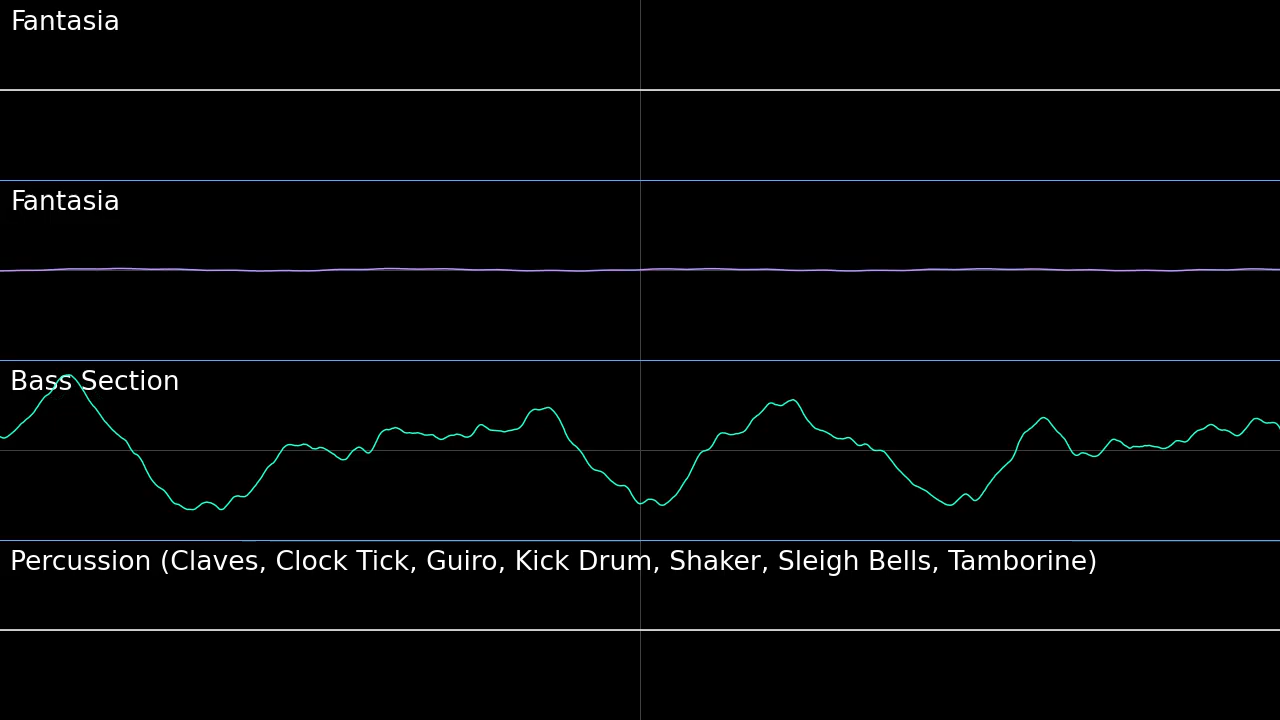 Fantasia
Fantasia
Bass Section
Percussion (Claves, Clock Tick, Guiro, Kick Drum, Shaker, Sleigh Bells, Tamborine)